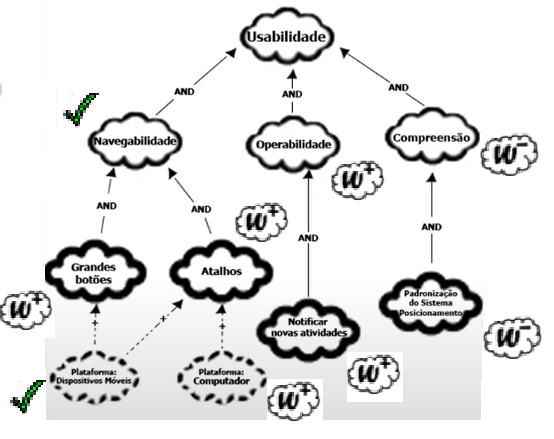 Usabilidade
AND
AND
AND
Navegabilidade
Operabilidade
Compreensão
W−
W+
AND
AND
W+
AND
AND
Grandes
botões
Atalhos
Padronização
do Sistema
Posicionamento
W+
+
+
+
Notificar
novas atividades
W−
Plataforma:
Dispositivos Móveis
Plataforma:
Computador
W+
W+